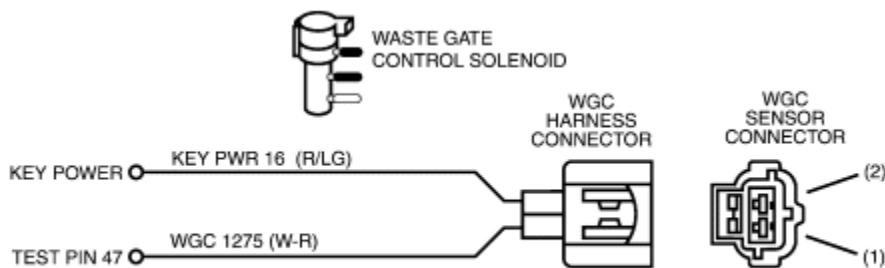 WASTE GATE
CONTROL SOLENOID
WGC
HARNESS
CONNECTOR
WGC
SENSOR
CONNECTOR
KEY POWER
KEY PWR 16 (R/LG)
(2)
TEST PIN 47
WGC 1275 (W-R)
(1)